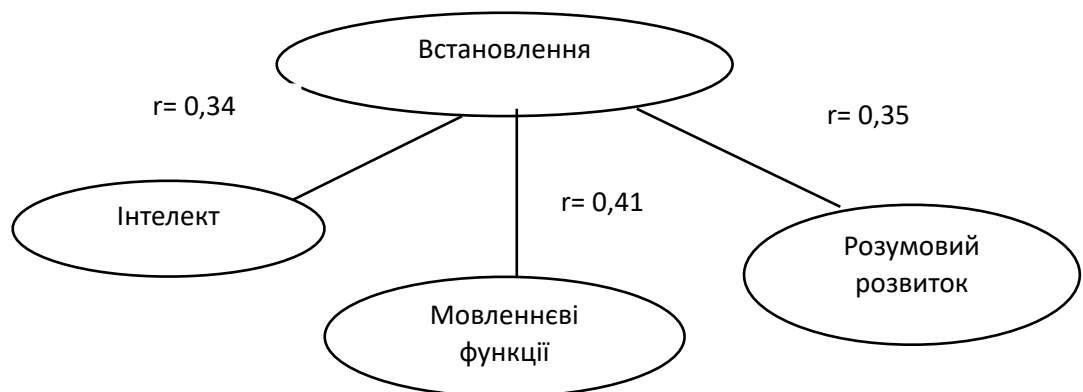 Встановлення
r= 0,34
r= 0,35
Інтелект
r= 0,41
Розумовий
розвиток
Мовленнєві
функції